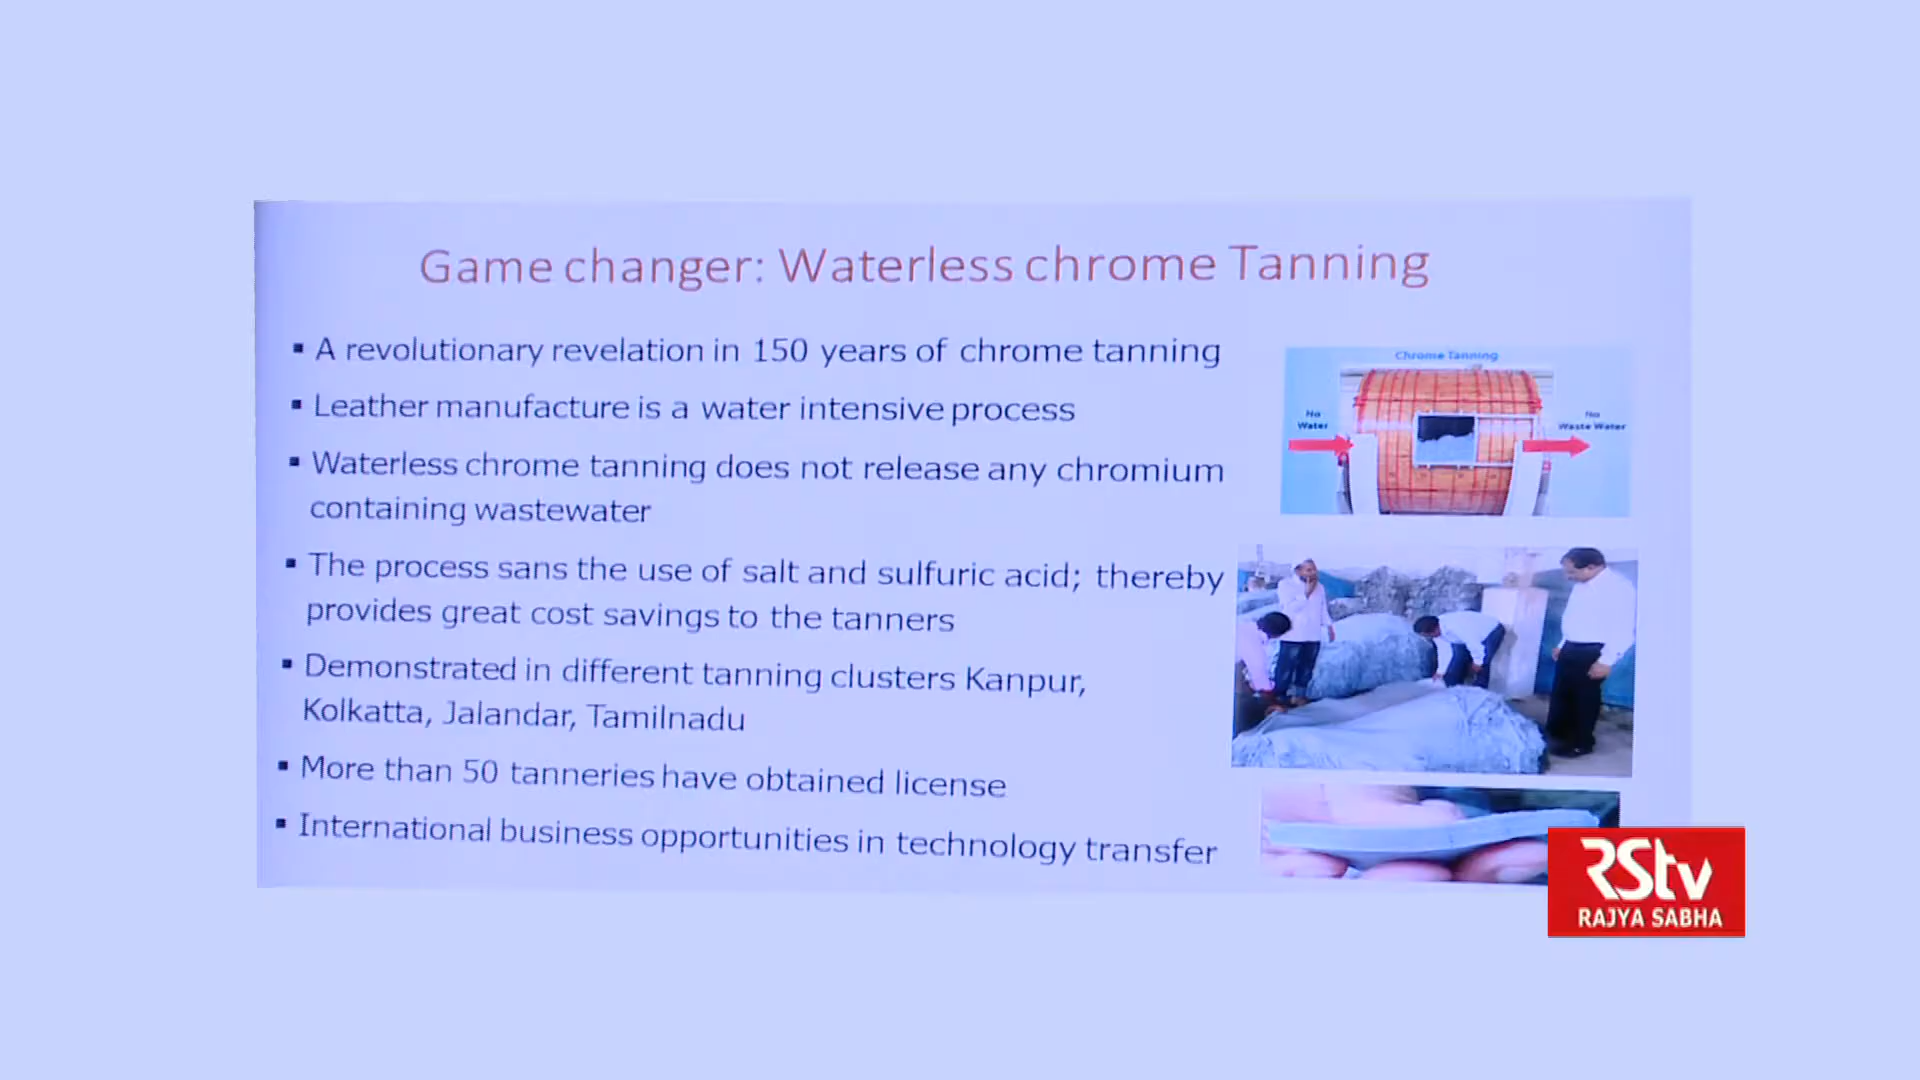 Game changer: Waterless chrome Tanning
▪ A revolutionary revelation in 150 years of chrome tanning
▪ Leather manufacture is a water intensive process
▪ Waterless chrome tanning does not release any chromium
containing wastewater
▪ The process sans the use of salt and sulfuric acid; thereby
provides great cost savings to the tanners
▪ Demonstrated in different tanning clusters Kanpur,
Kolkatta, Jalandar, Tamilnadu
▪ More than 50 tanneries have obtained license
▪ International business opportunities in technology transfer
Chrome Tanning
No
Water
No
Waste Water
RStv
RAJYA SABHA